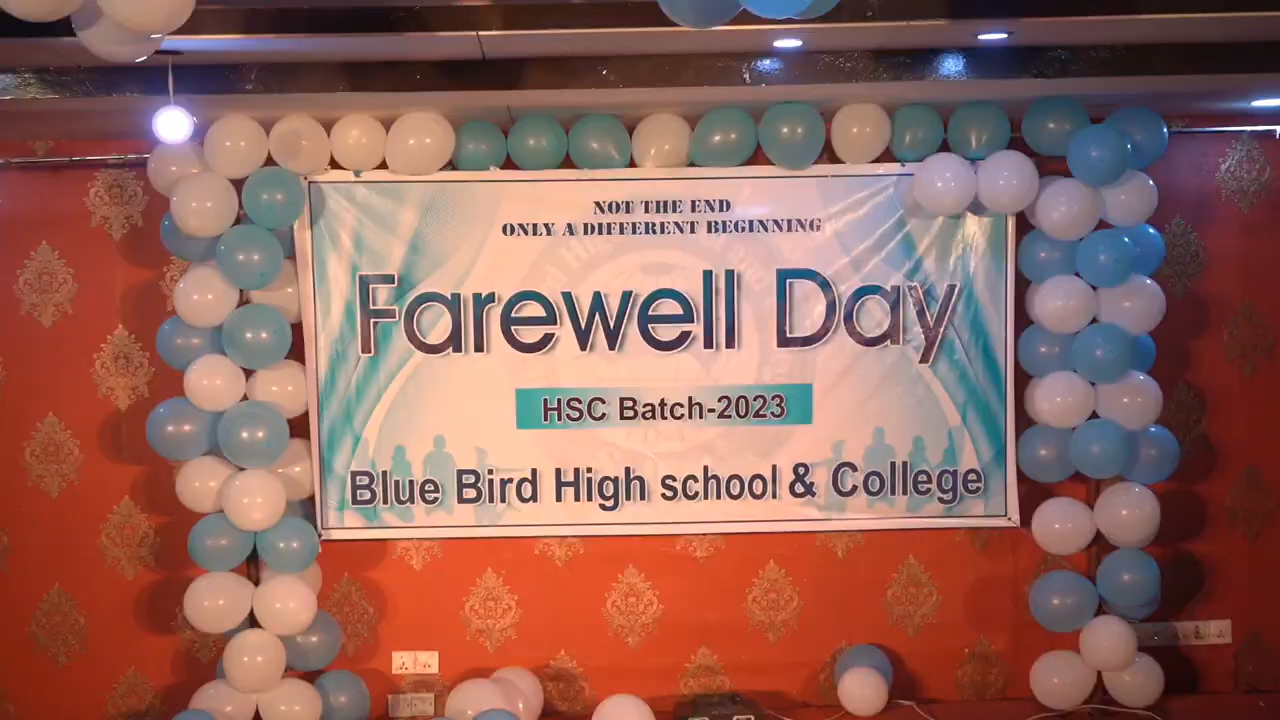 NOT THE END
ONLY A DIFFERENT BEGINNING
Farewell Day
HSC Batch-2023
Blue Bird High school & College